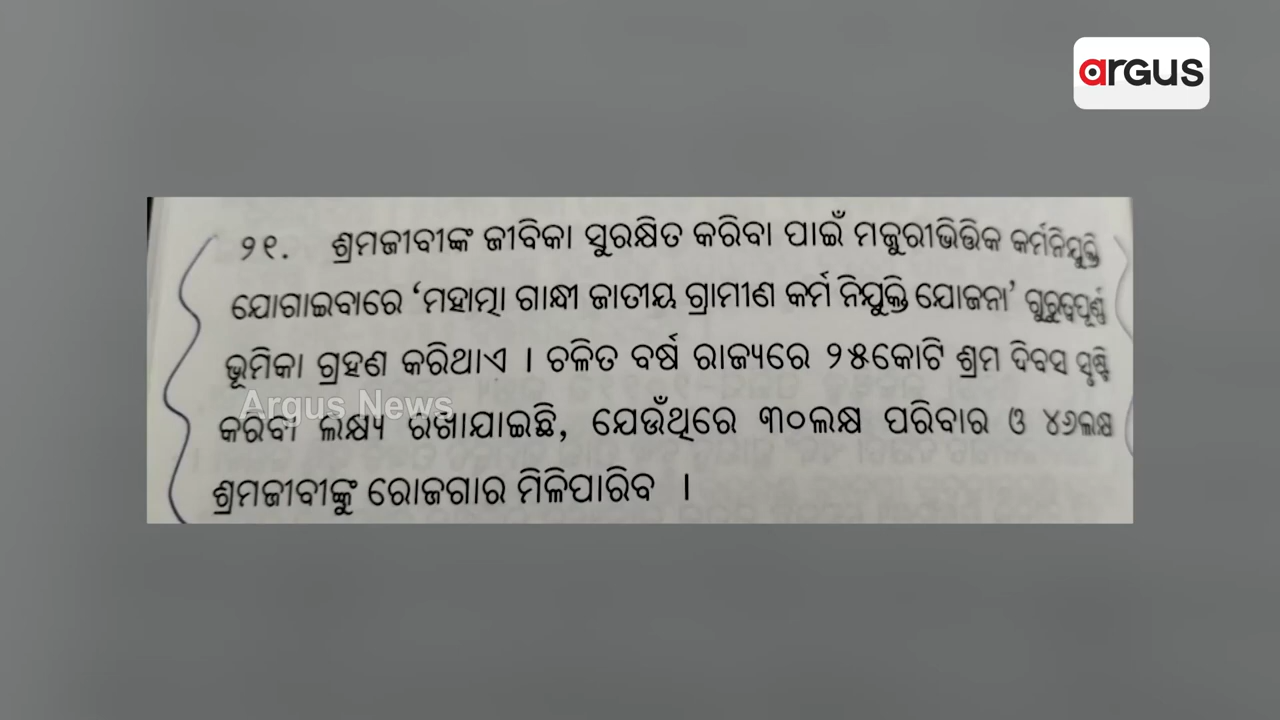 argus
୨୧. ଶ୍ରମଜୀବୀଙ୍କ ଜୀବିକା ସୁରକ୍ଷିତ କରିବା ପାଇଁ ମଜୁରୀଭିତ୍ତିକ କର୍ମନିଯୁକ୍ତି
ଯୋଗାଇବାରେ ‘ମହାତ୍ମା ଗାନ୍ଧୀ ଜାତୀୟ ଗ୍ରାମୀଣ କର୍ମ ନିଯୁକ୍ତି ଯୋଜନା’ ଗୁରୁତ୍ୱପୂର୍ଣ୍ଣ
ଭୂମିକା ଗ୍ରହଣ କରିଥାଏ । ଚଳିତ ବର୍ଷ ରାଜ୍ୟରେ ୨୫କୋଟି ଶ୍ରମ ଦିବସ ସୃଷ୍ଟି
Argus News
କରିବା ଲକ୍ଷ୍ୟ ରଖାଯାଇଛି, ଯେଉଁଥିରେ ୩୦ଲକ୍ଷ ପରିବାର ଓ ୪୬ଲକ୍ଷ
ଶ୍ରମଜୀବୀଙ୍କୁ ରୋଜଗାର ମିଳିପାରିବ ।